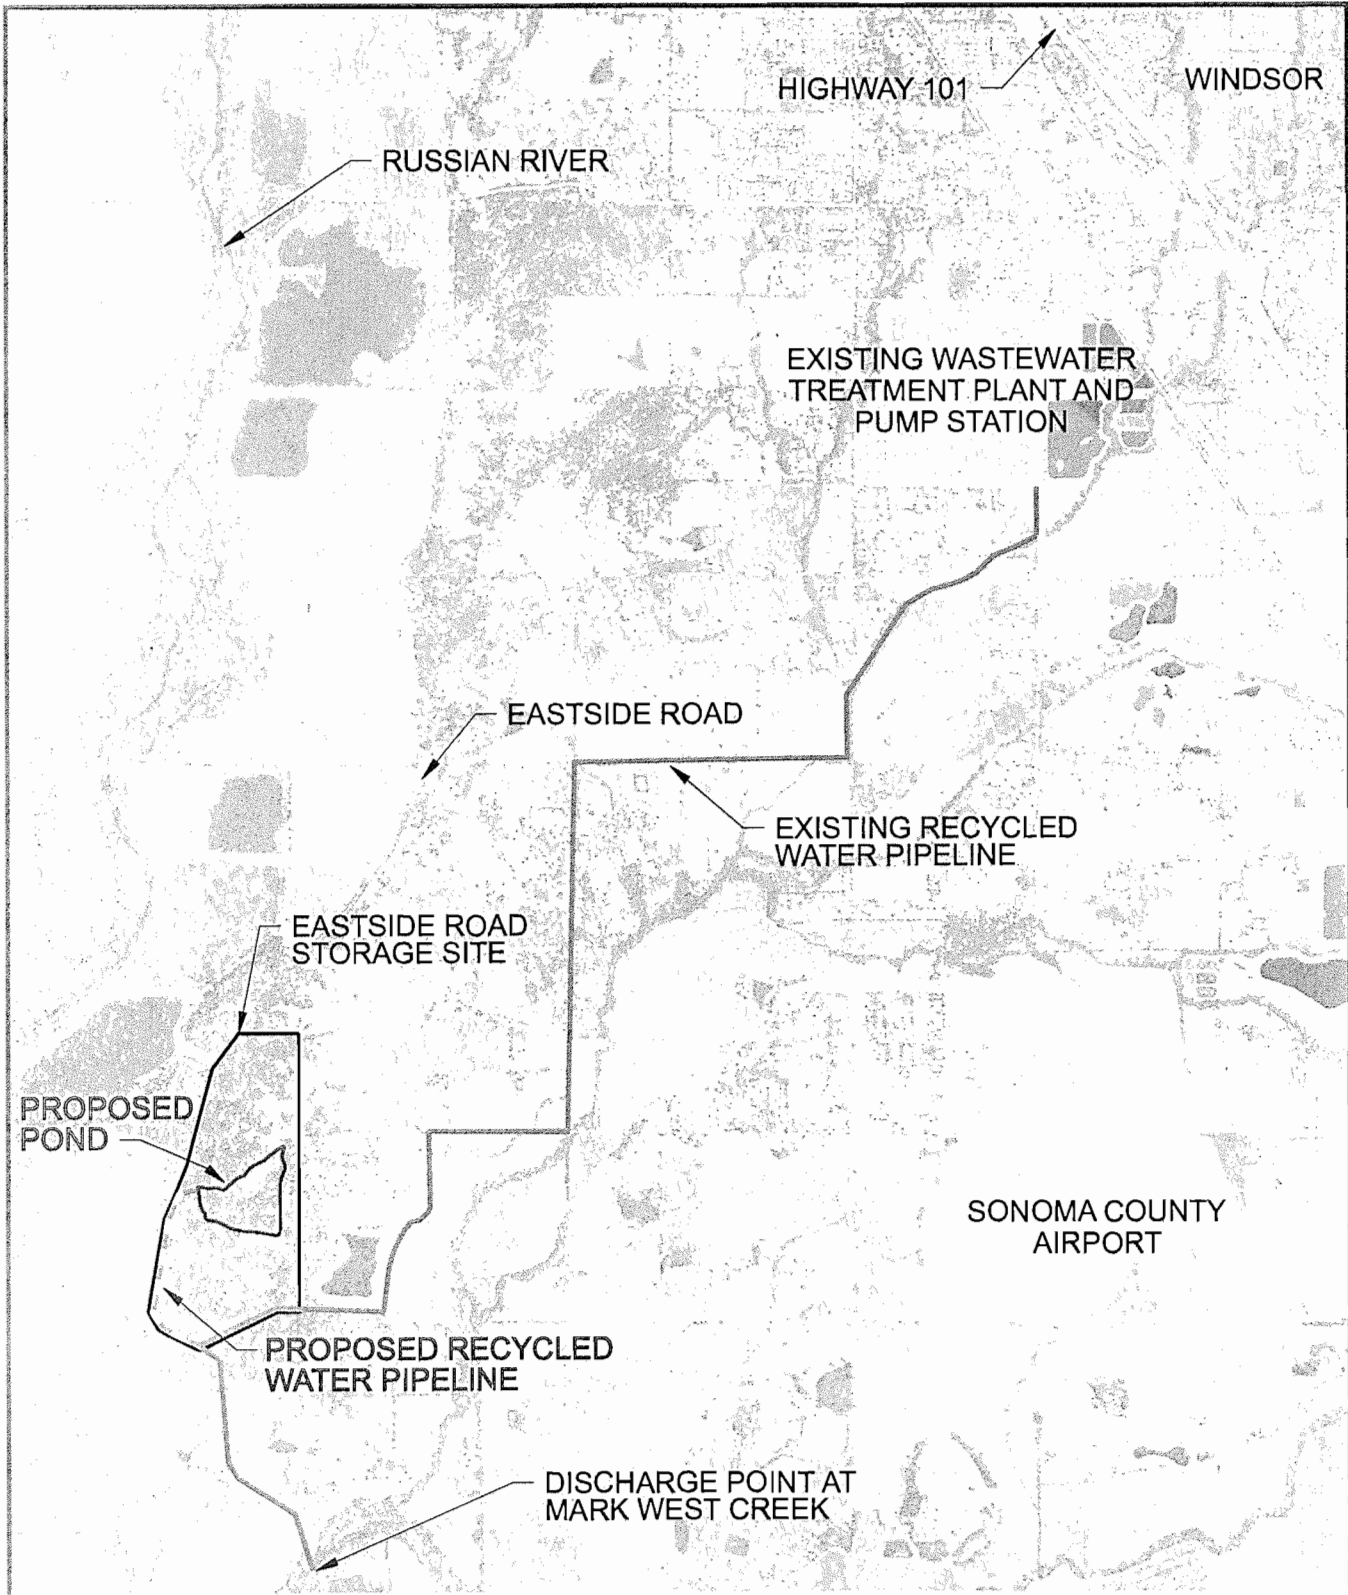 HIGHWAY 101
WINDSOR
RUSSIAN RIVER
EXISTING WASTEWATER
TREATMENT PLANT AND
PUMP STATION
EASTSIDE ROAD
EXISTING RECYCLED
WATER PIPELINE
EASTSIDE ROAD
STORAGE SITE
PROPOSED
POND
SONOMA COUNTY
AIRPORT
PROPOSED RECYCLED
WATER PIPELINE
DISCHARGE POINT AT
MARK WEST CREEK